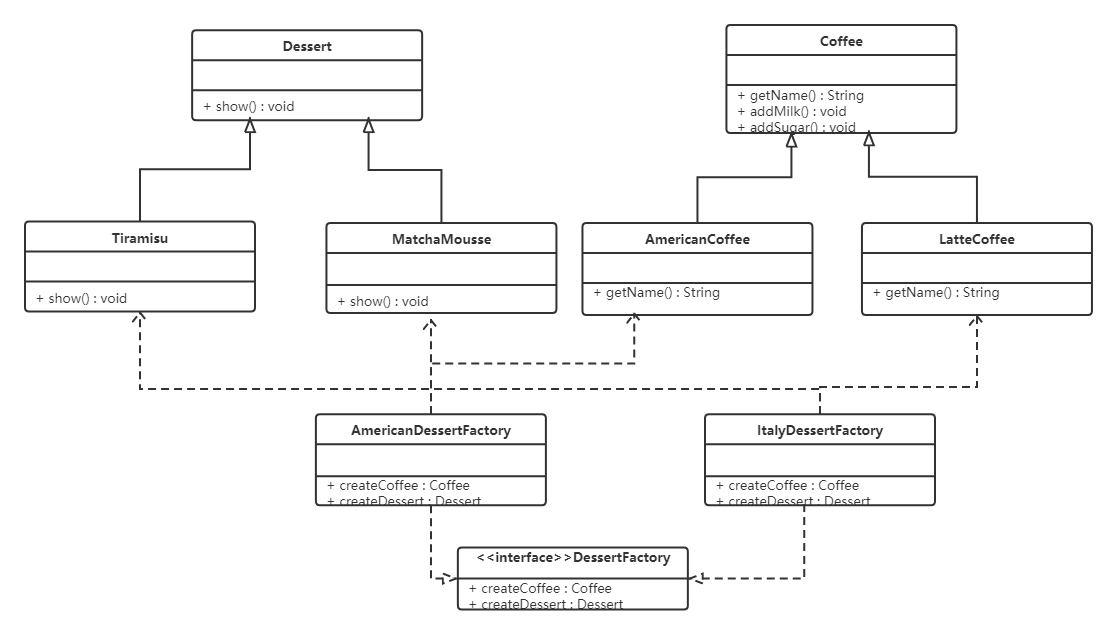 Dessert
+ show() : void
Coffee
+ getName() : String
+ addMilk() : void
+ addSugar() : void
Tiramisu
+ show() : void
MatchaMousse
+ show() : void
AmericanCoffee
+ getName() : String
LatteCoffee
+ getName() : String
AmericanDessertFactory
+ createCoffee : Coffee
+ createDessert : Dessert
ItalyDessertFactory
+ createCoffee : Coffee
+ createDessert : Dessert
<<interface>>DessertFactory
+ createCoffee : Coffee
+ createDessert : Dessert